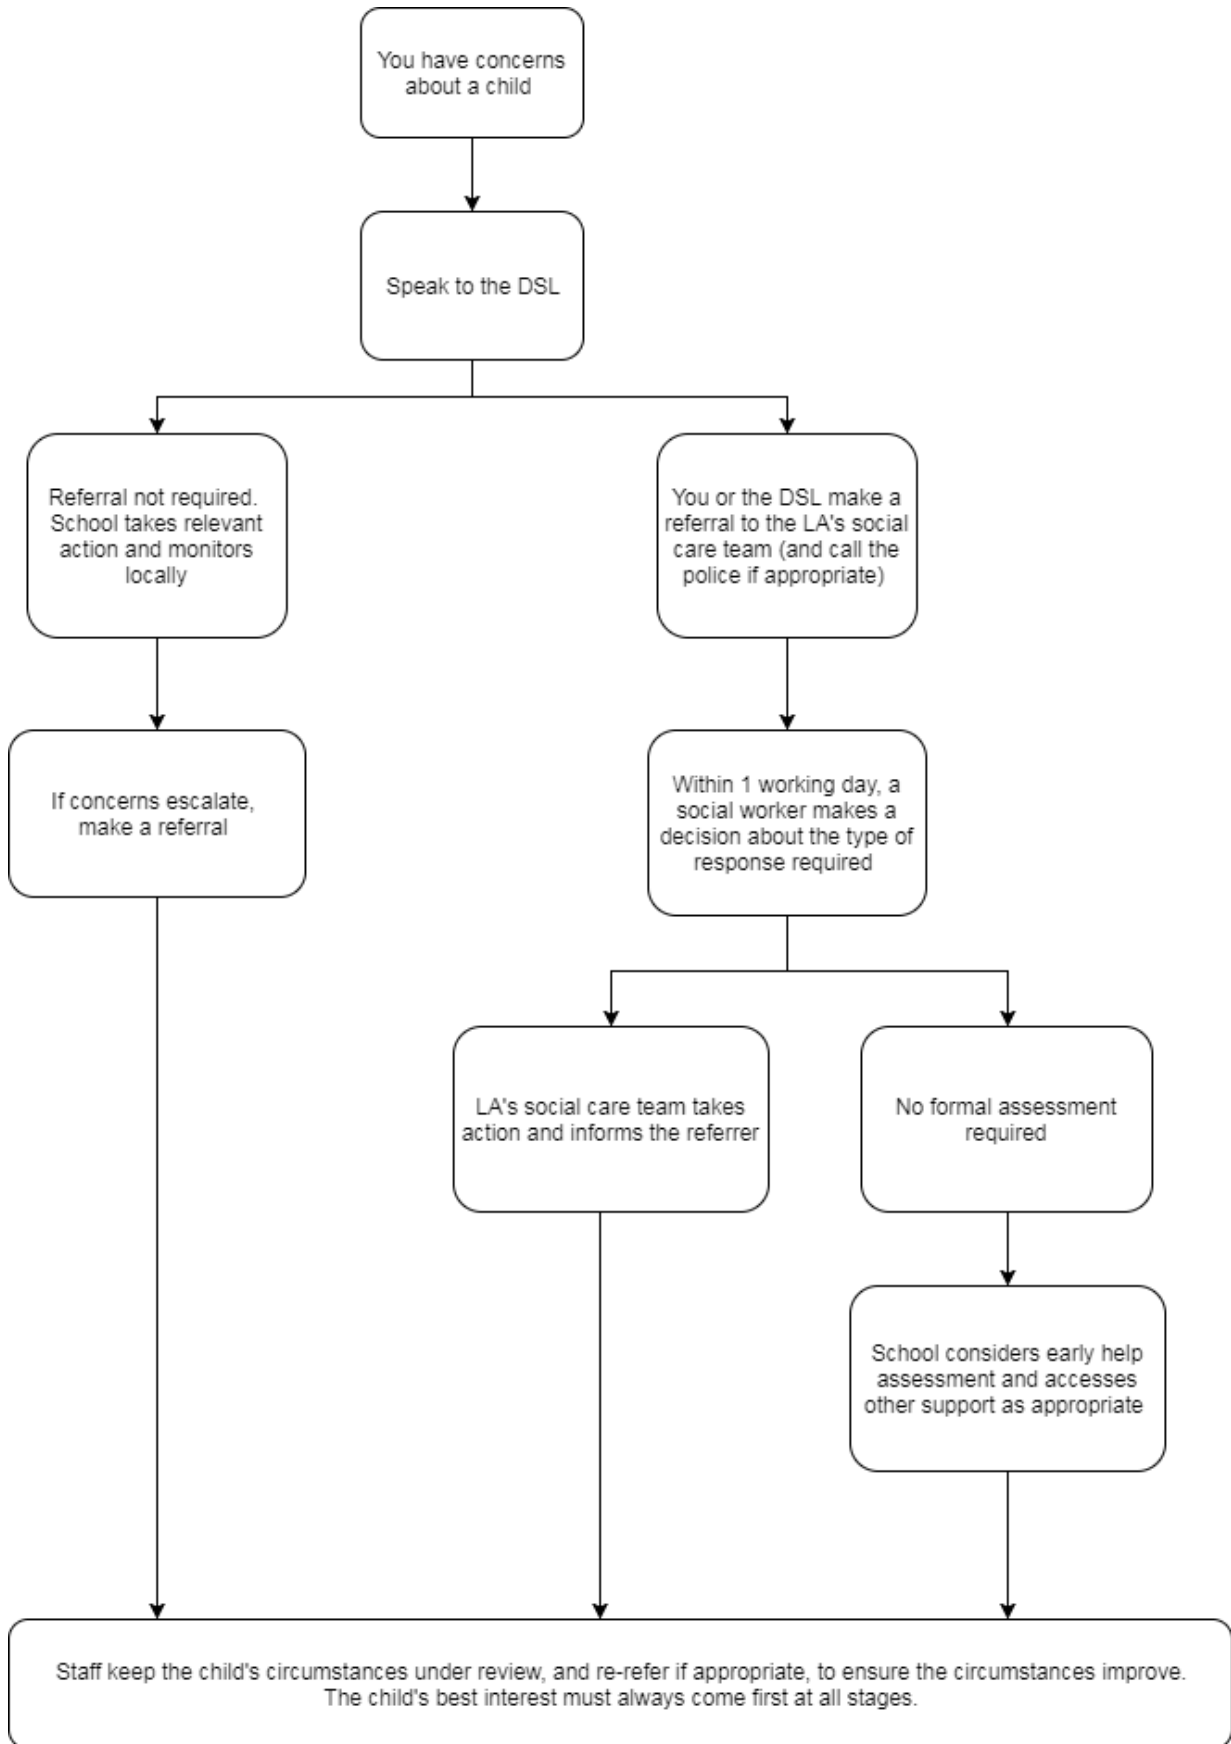 You have concerns
about a child
Speak to the DSL
Referral not required.
School takes relevant
action and monitors
locally
You or the DSL make a
referral to the LA's social
care team (and call the
police if appropriate)
If concerns escalate,
make a referral
Within 1 working day, a
social worker makes a
decision about the type of
response required
LA's social care team takes
action and informs the referrer
No formal assessment
required
School considers early help
assessment and accesses
other support as appropriate
Staff keep the child's circumstances under review, and re-refer if appropriate, to ensure the circumstances improve.
The child's best interest must always come first at all stages.